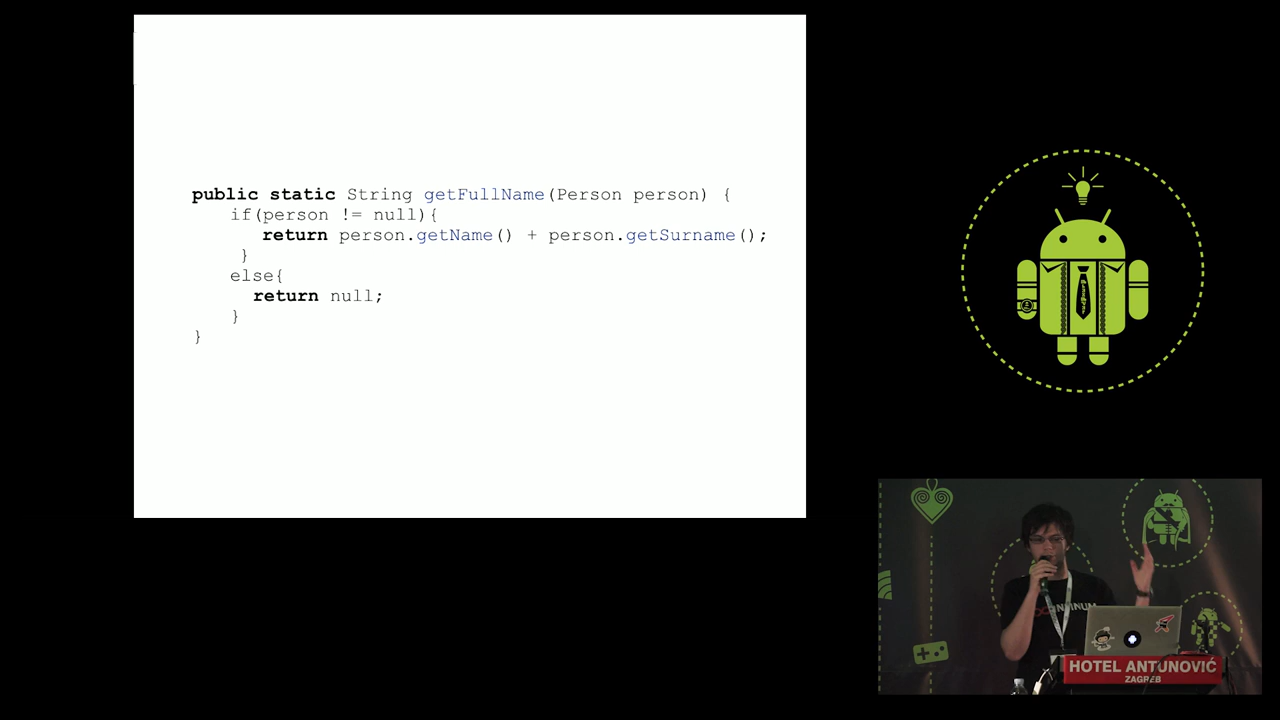 public static String getFullName(Person person) {
if(person != null){
return person.getName() + person.getSurname();
}
else{
return null;
}
}
INFINUM
HOTEL ANTUNOVIĆ
ZAGREB